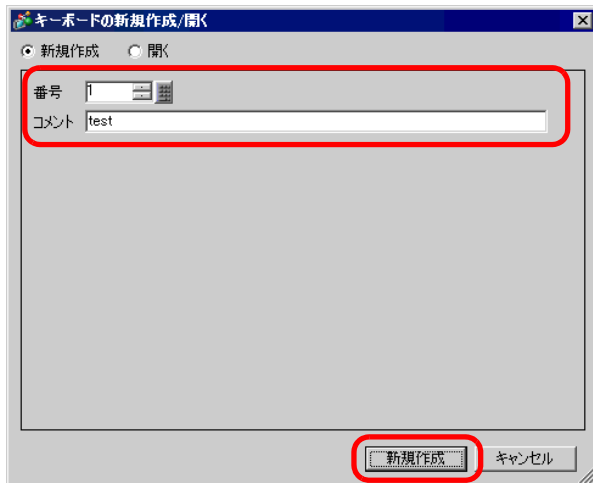 キーボードの新規作成/開く
新規作成 開く
番号 1
コメント test
新規作成 キャンセル